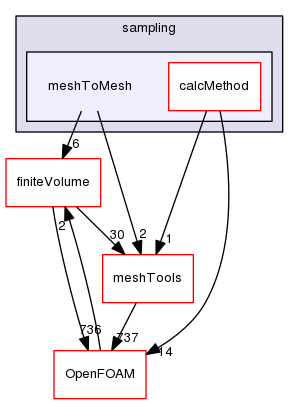 sampling
meshToMesh
calcMethod
6
finiteVolume
30
2
1
2
meshTools
736
737
14
OpenFOAM